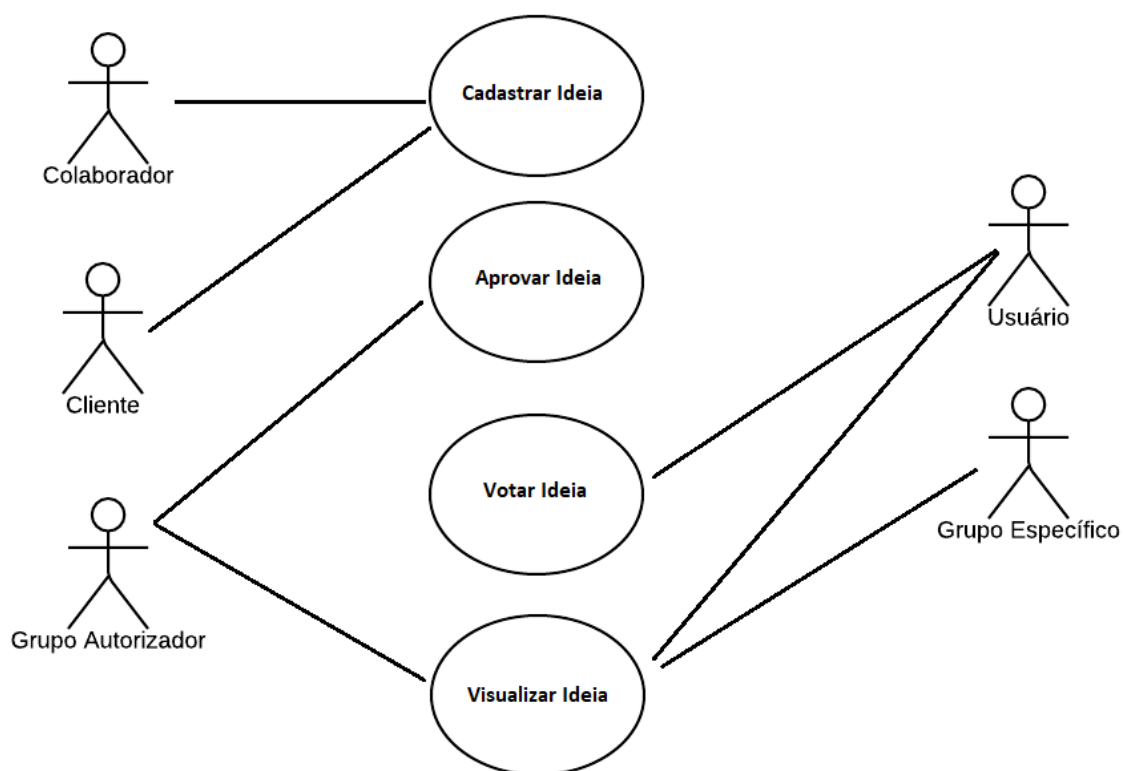 Cadastrar Ideia
Colaborador
Aprovar Ideia
Usuário
Cliente
Votar Ideia
Grupo Específico
Grupo Autorizador
Visualizar Ideia